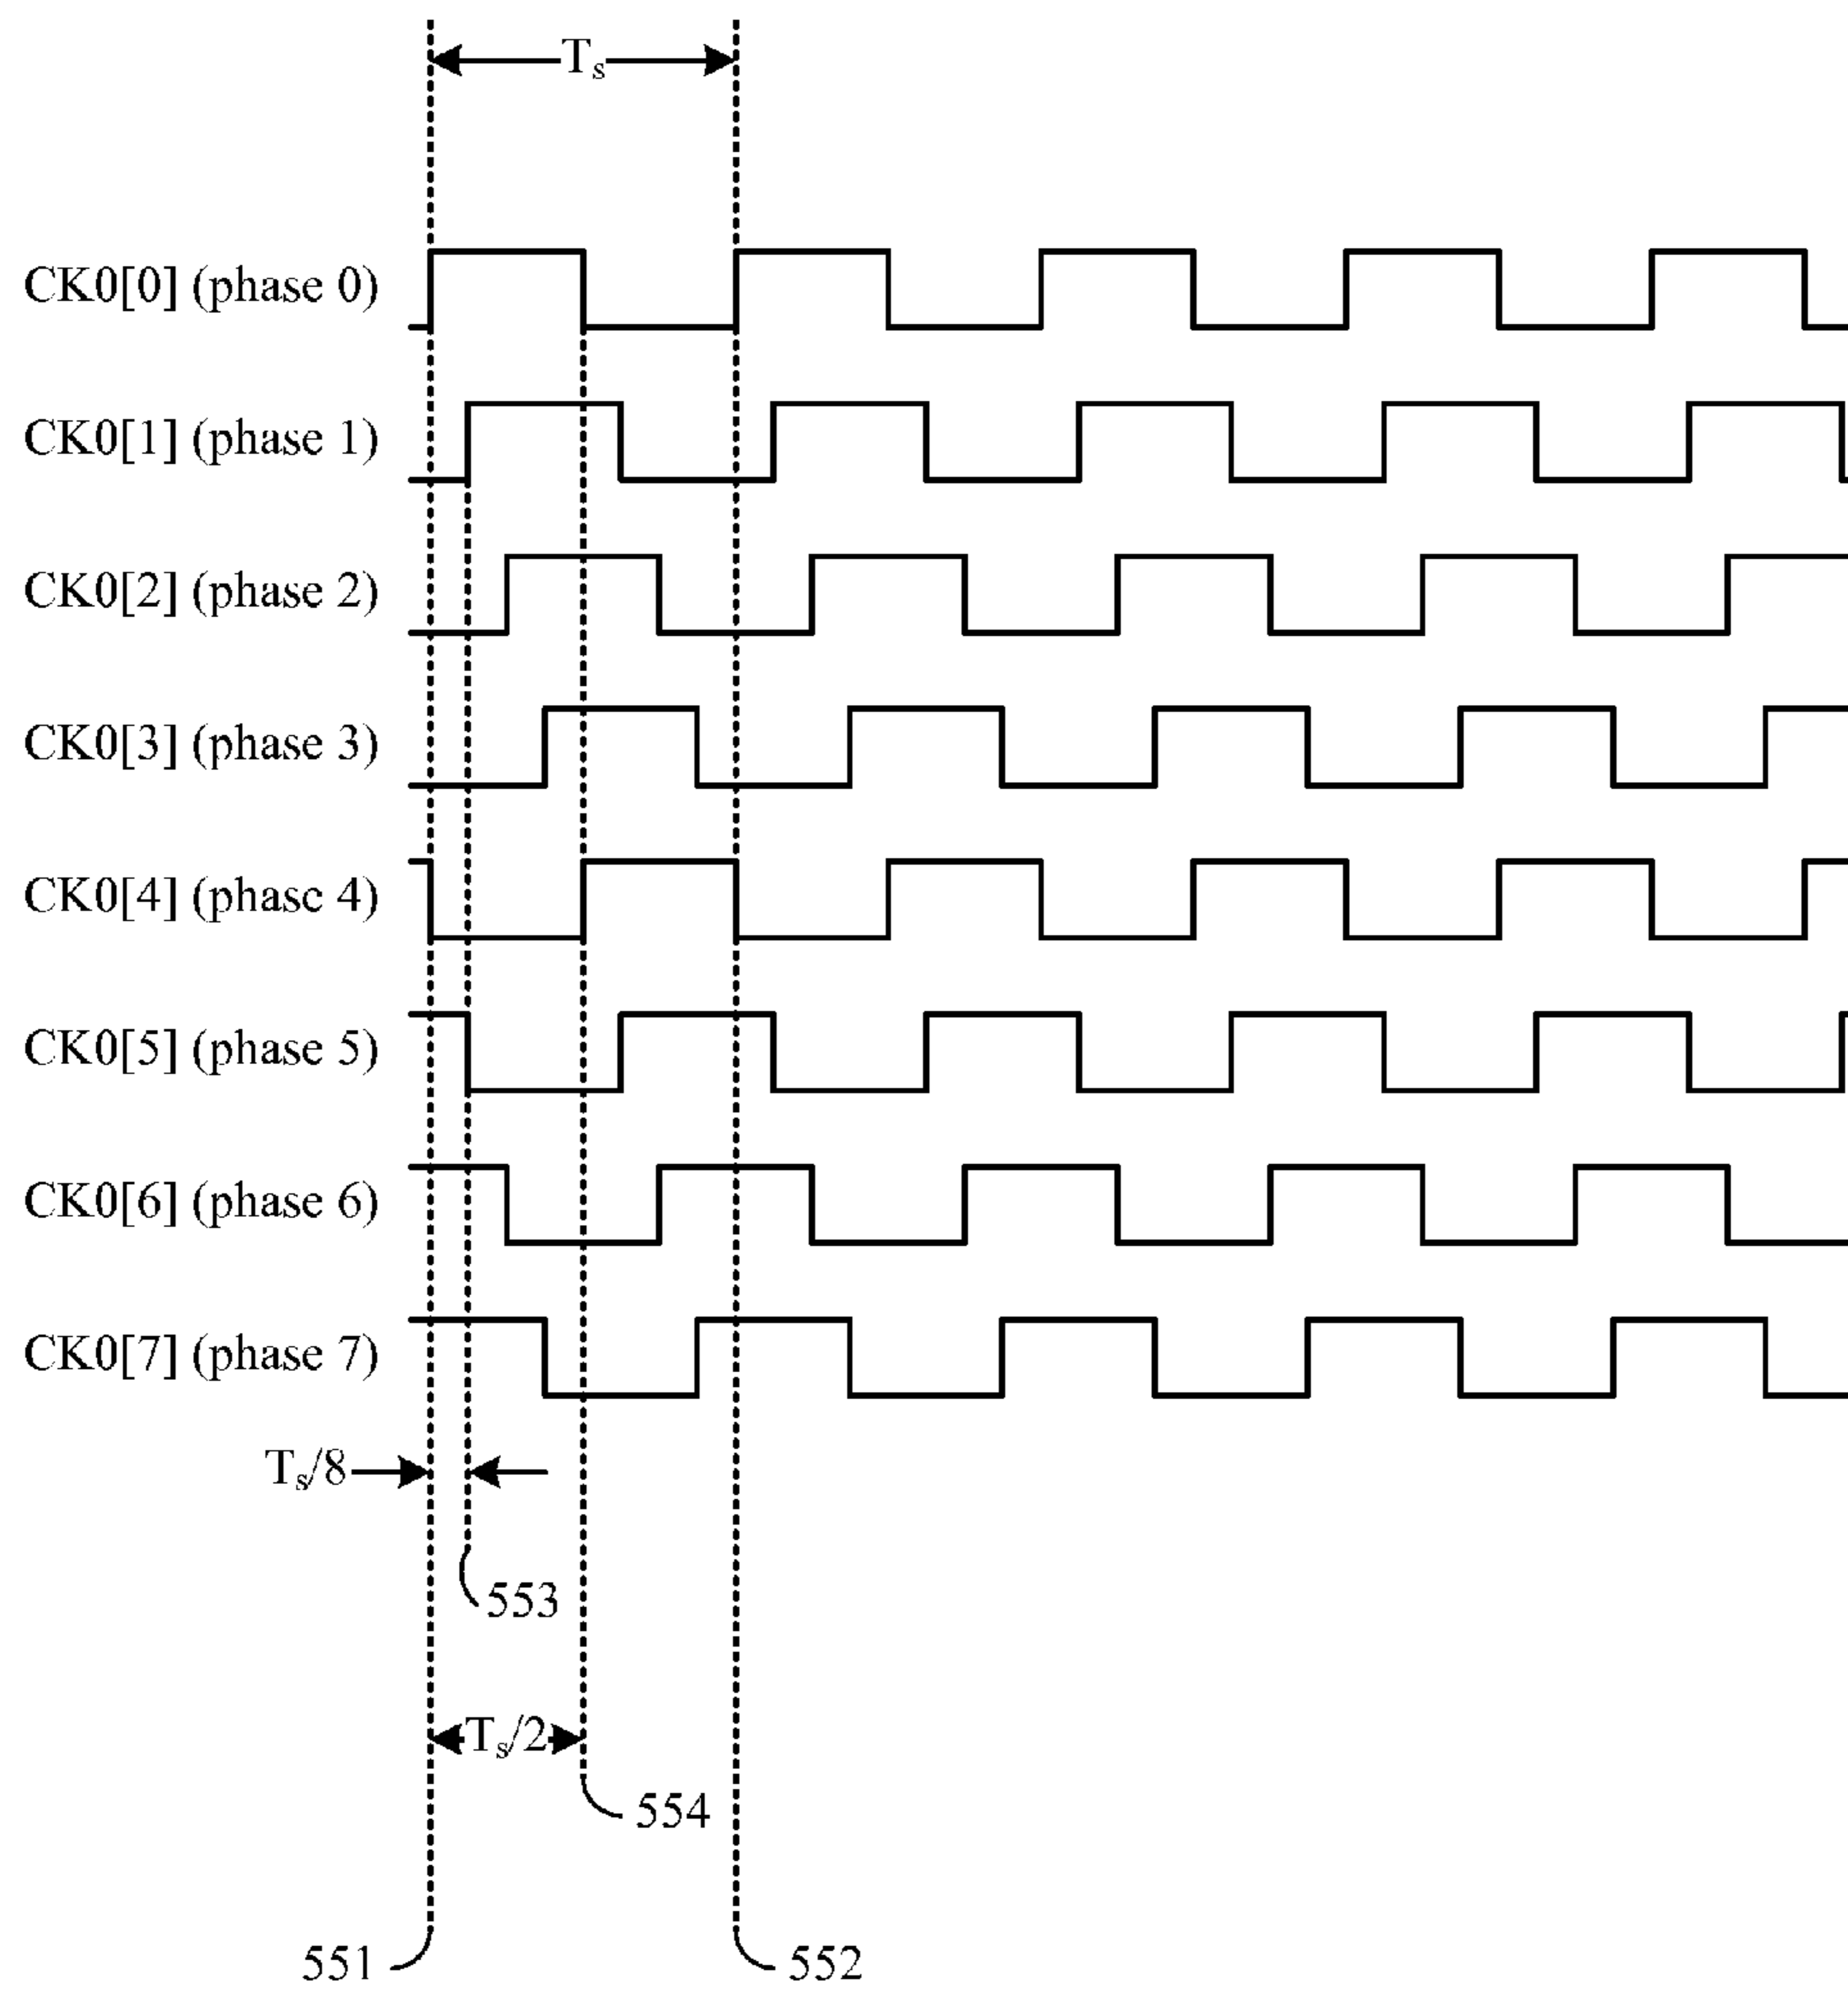 Ts
CK0[0] (phase 0)
CK0[1] (phase 1)
CK0[2] (phase 2)
CK0[3] (phase 3)
CK0[4] (phase 4)
CK0[5] (phase 5)
CK0[6] (phase 6)
CK0[7] (phase 7)
Ts/8
553
Ts/2
554
551
552